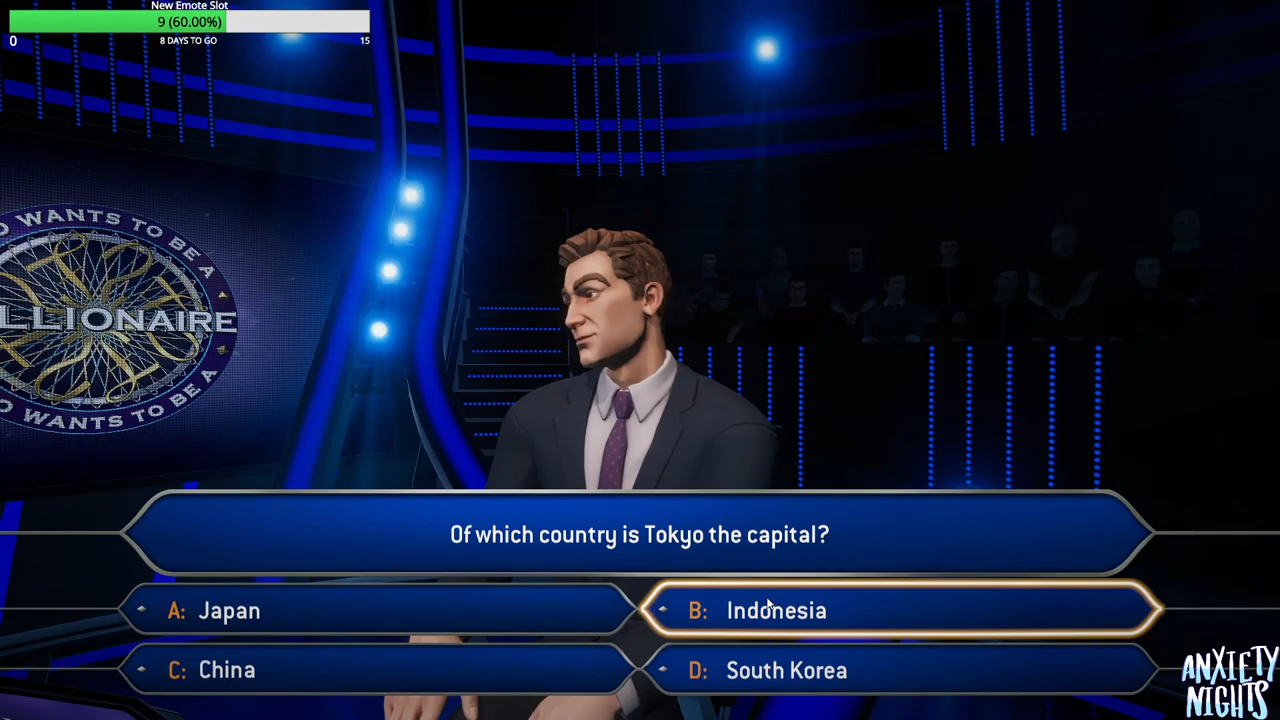 New Emote Slot
9 (60.00%)
0
8 DAYS TO GO
15
O WANTS TO BE A
LLIONAIRE
O WANTS TO BE A
Of which country is Tokyo the capital?
A: Japan
B: Indonesia
C: China
D: South Korea
ANXIETY
NIGHTS